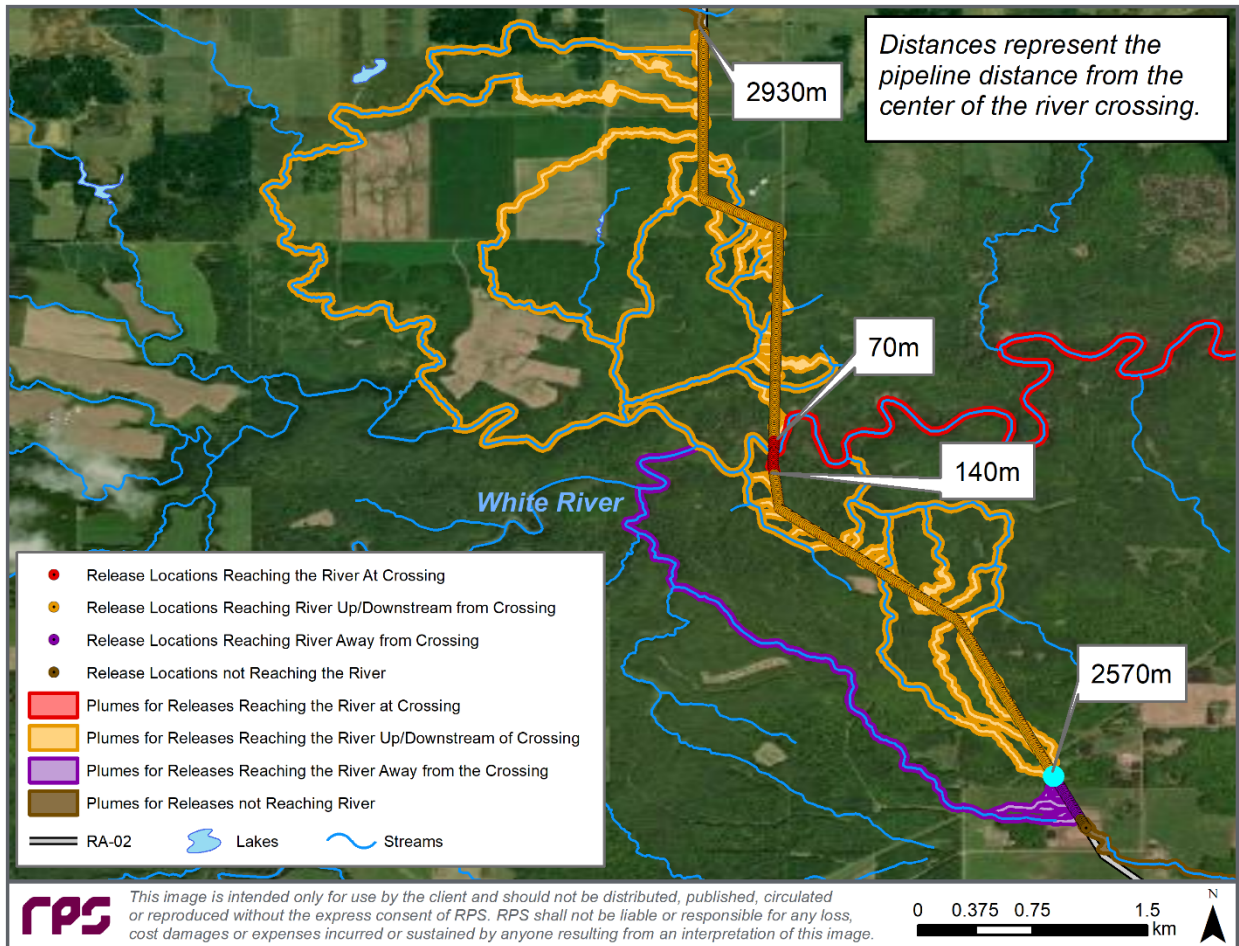 Distances represent the
pipeline distance from the
center of the river crossing.
2930m
70m
140m
White River
2570m
Release Locations Reaching the River At Crossing
Release Locations Reaching River Up/Downstream from Crossing
Release Locations Reaching River Away from Crossing
Release Locations not Reaching the River
Plumes for Releases Reaching the River at Crossing
Plumes for Releases Reaching the River Up/Downstream of Crossing
Plumes for Releases Reaching the River Away from the Crossing
Plumes for Releases not Reaching River
RA-02 Lakes Streams
rps
This image is intended only for use by the client and should not be distributed, published, circulated
or reproduced without the express consent of RPS. RPS shall not be liable or responsible for any loss,
cost damages or expenses incurred or sustained by anyone resulting from an interpretation of this image.
0 0.375 0.75 1.5
km
N